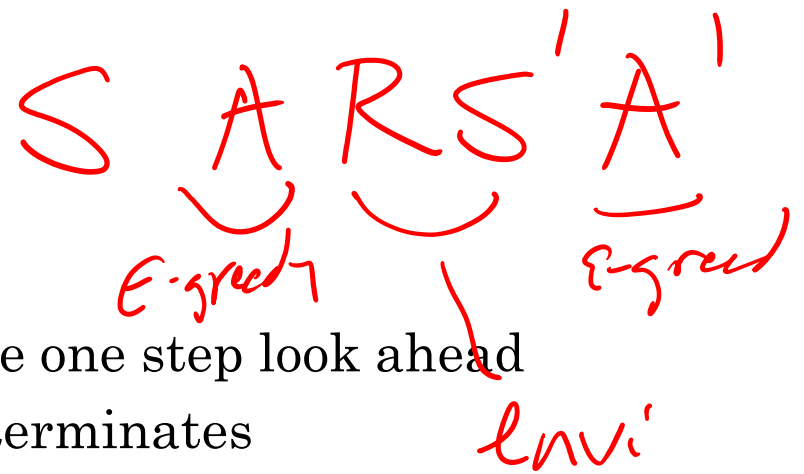 S A R S' A'
ε-greedy ε-greed
e one step look ahead
erminates
envi